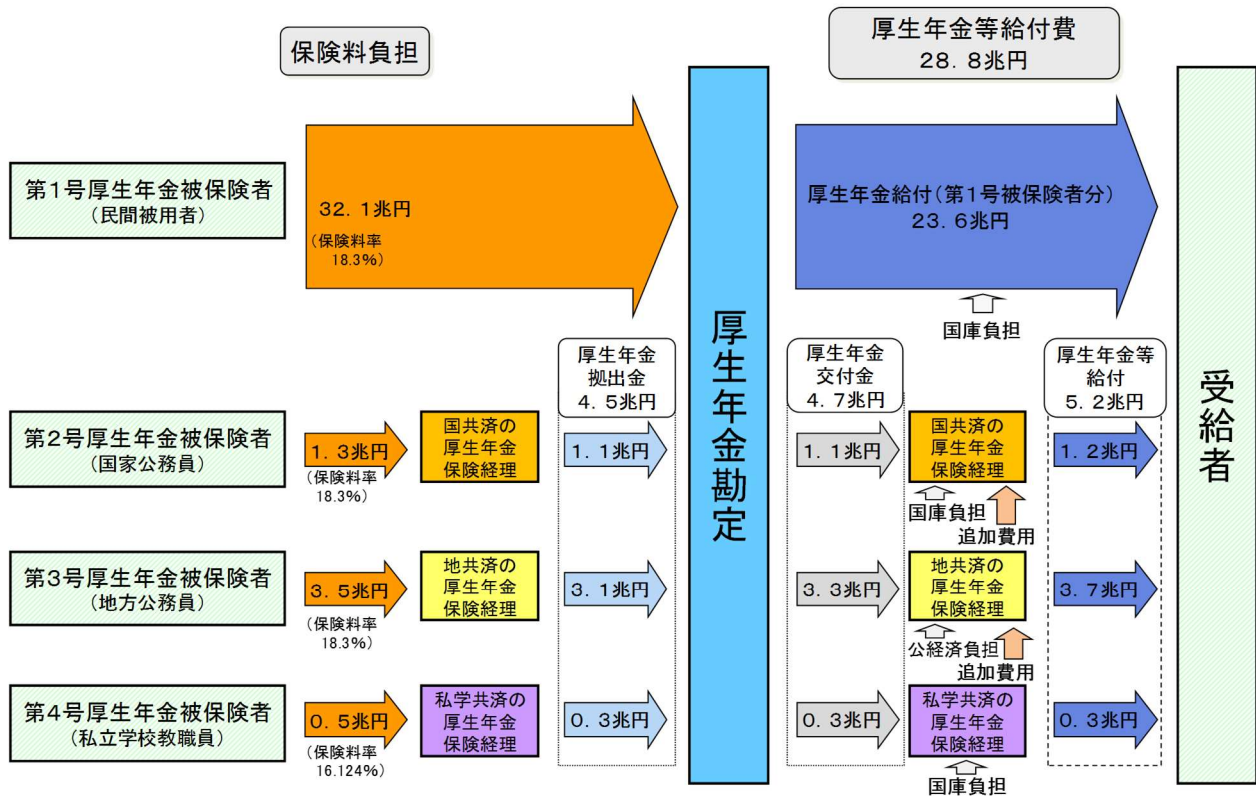 保険料負担
厚生年金等給付費
28.8兆円
第1号厚生年金被保険者
(民間被用者)
32.1兆円
(保険料率
18.3%)
厚生年金勘定
厚生年金給付(第1号被保険者分)
23.6兆円
国庫負担
受給者
厚生年金
拠出金
4.5兆円
厚生年金
交付金
4.7兆円
厚生年金等
給付
5.2兆円
第2号厚生年金被保険者
(国家公務員)
1.3兆円
(保険料率
18.3%)
国共済の
厚生年金
保険経理
1.1兆円
1.1兆円
国共済の
厚生年金
保険経理
国庫負担
追加費用
1.2兆円
第3号厚生年金被保険者
(地方公務員)
3.5兆円
(保険料率
18.3%)
地共済の
厚生年金
保険経理
3.1兆円
3.3兆円
地共済の
厚生年金
保険経理
公経済負担
追加費用
3.7兆円
第4号厚生年金被保険者
(私立学校教職員)
0.5兆円
(保険料率
16.124%)
私学共済の
厚生年金
保険経理
0.3兆円
0.3兆円
私学共済の
厚生年金
保険経理
国庫負担
0.3兆円